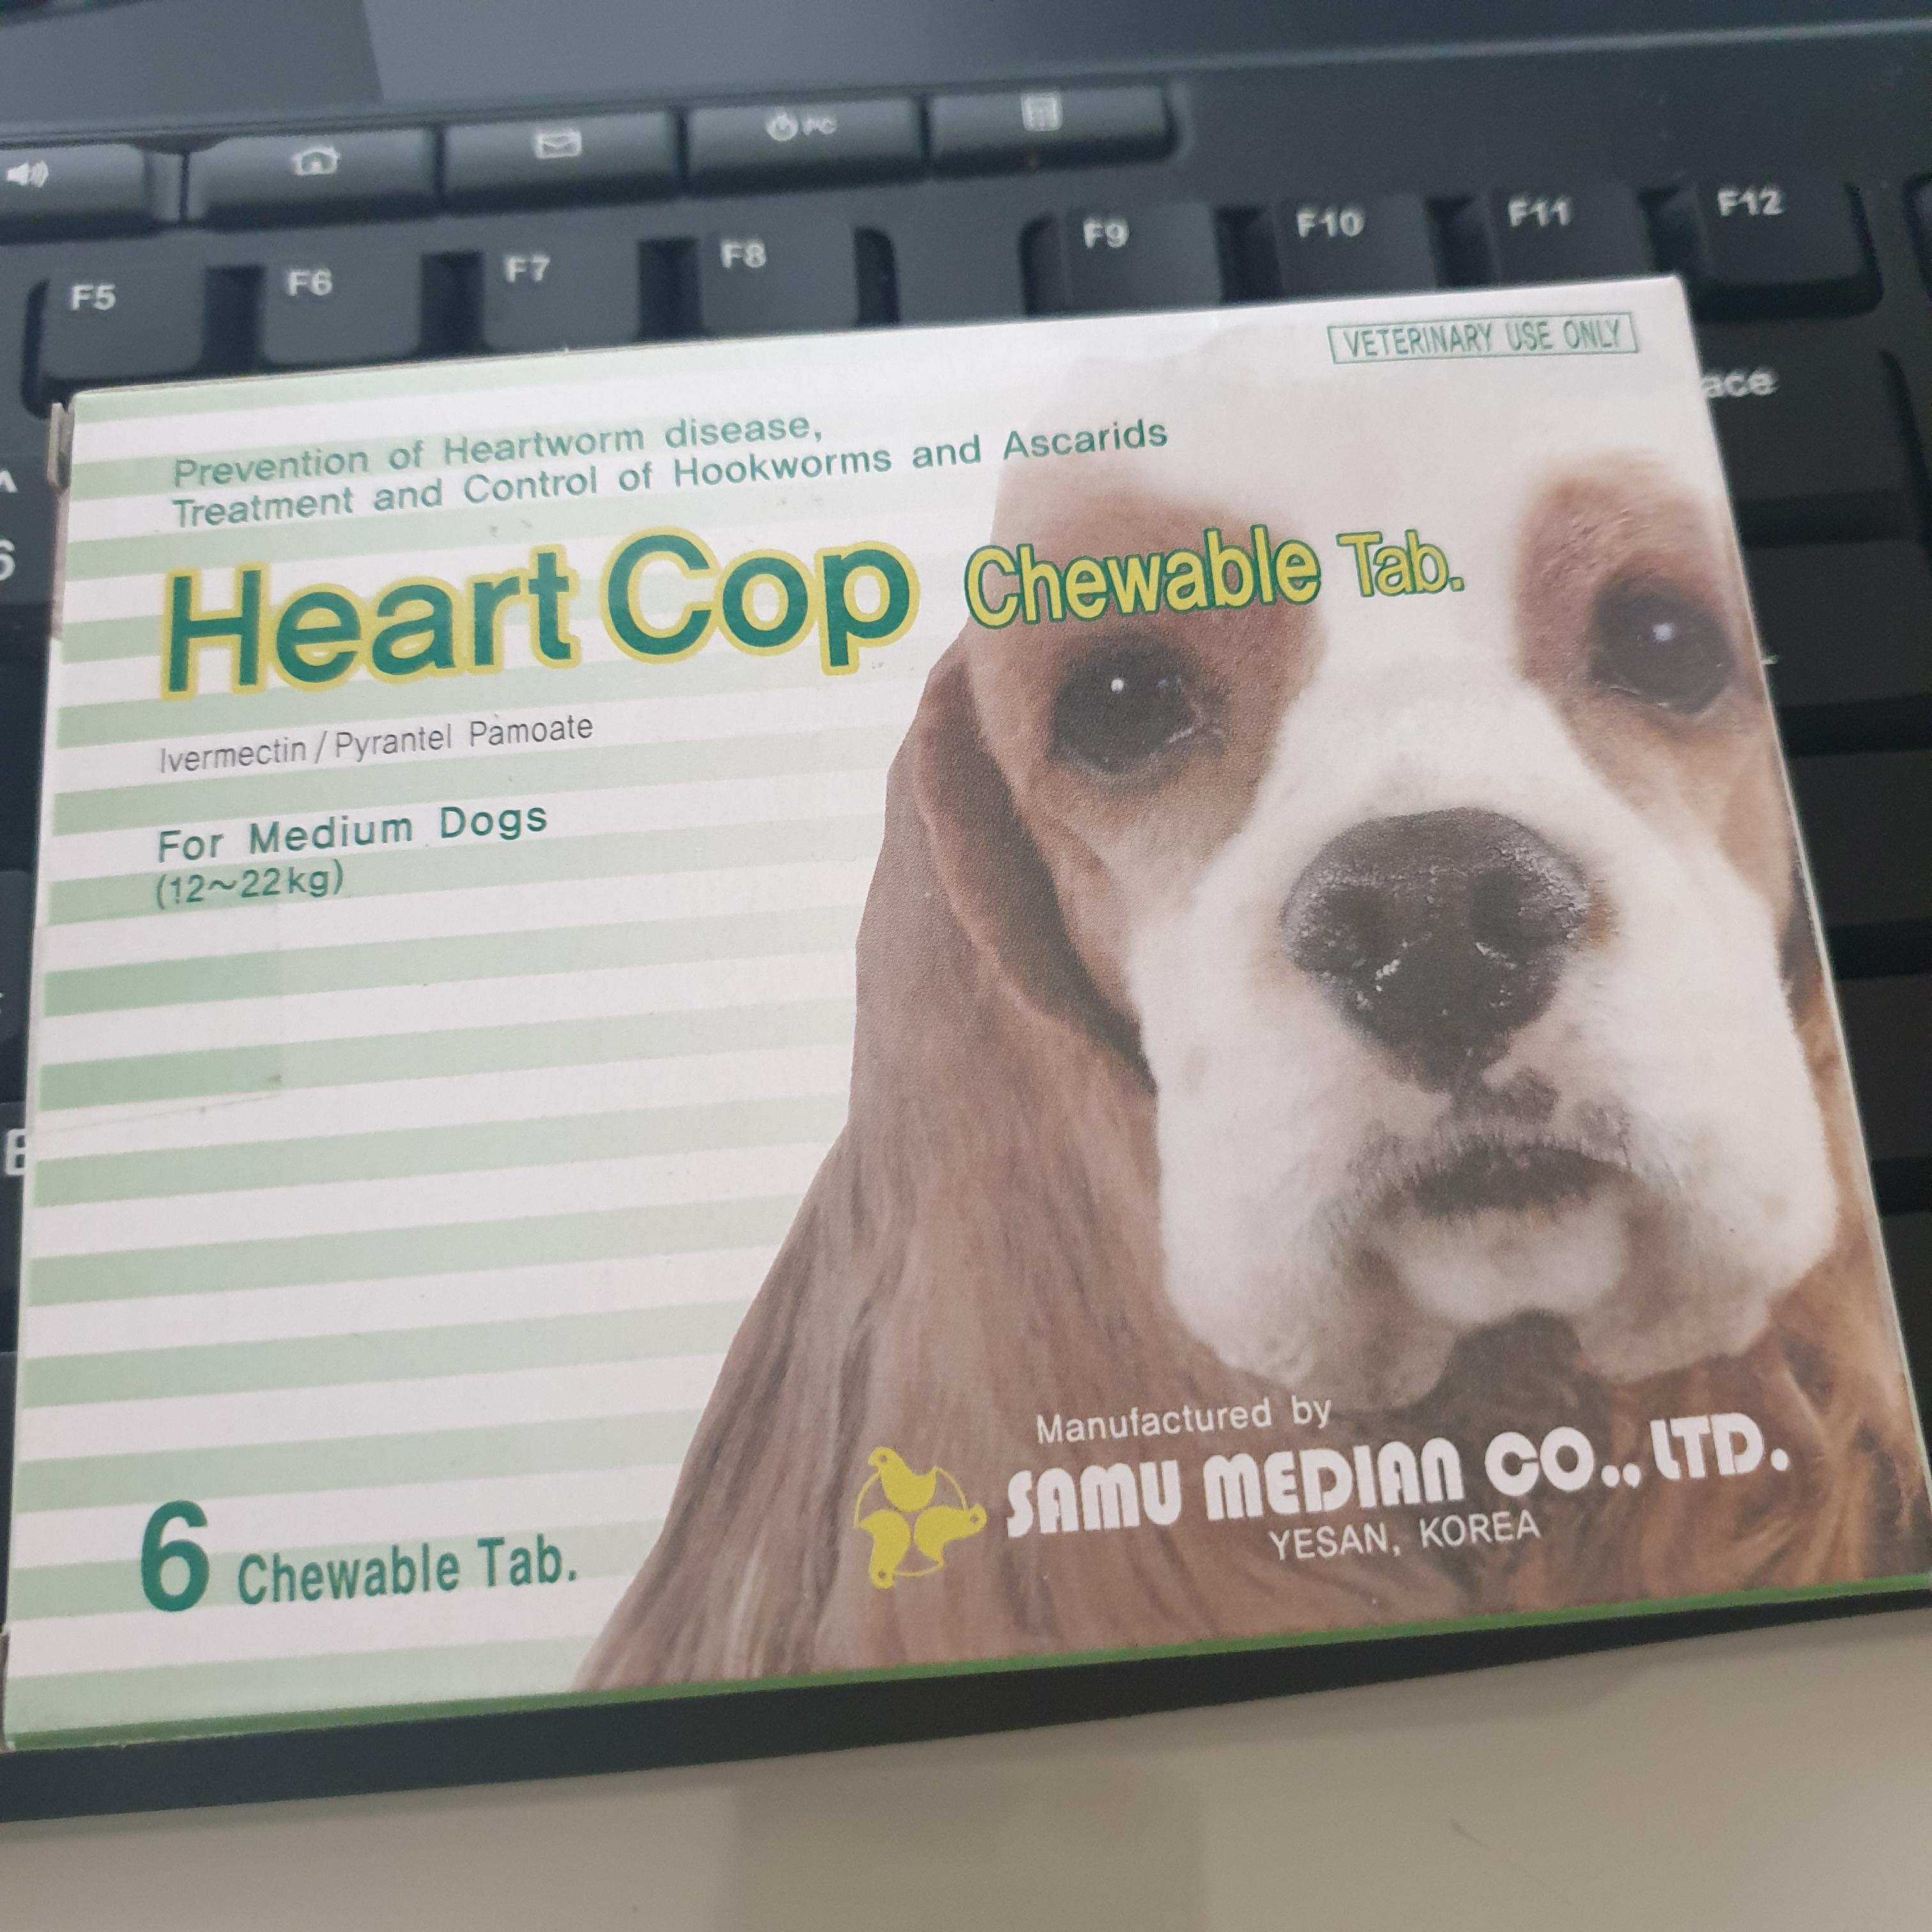 PC
F5 F6 F7 F8 F9 F10 F11 F12
VETERINARY USE ONLY
Prevention of Heartworm disease,
Treatment and Control of Hookworms and Ascarids
Heart Cop Chewable Tab.
Ivermectin / Pyrantel Pamoate
For Medium Dogs
(12~22kg)
6 Chewable Tab.
Manufactured by
SAMU MEDIAN CO., LTD.
YESAN, KOREA